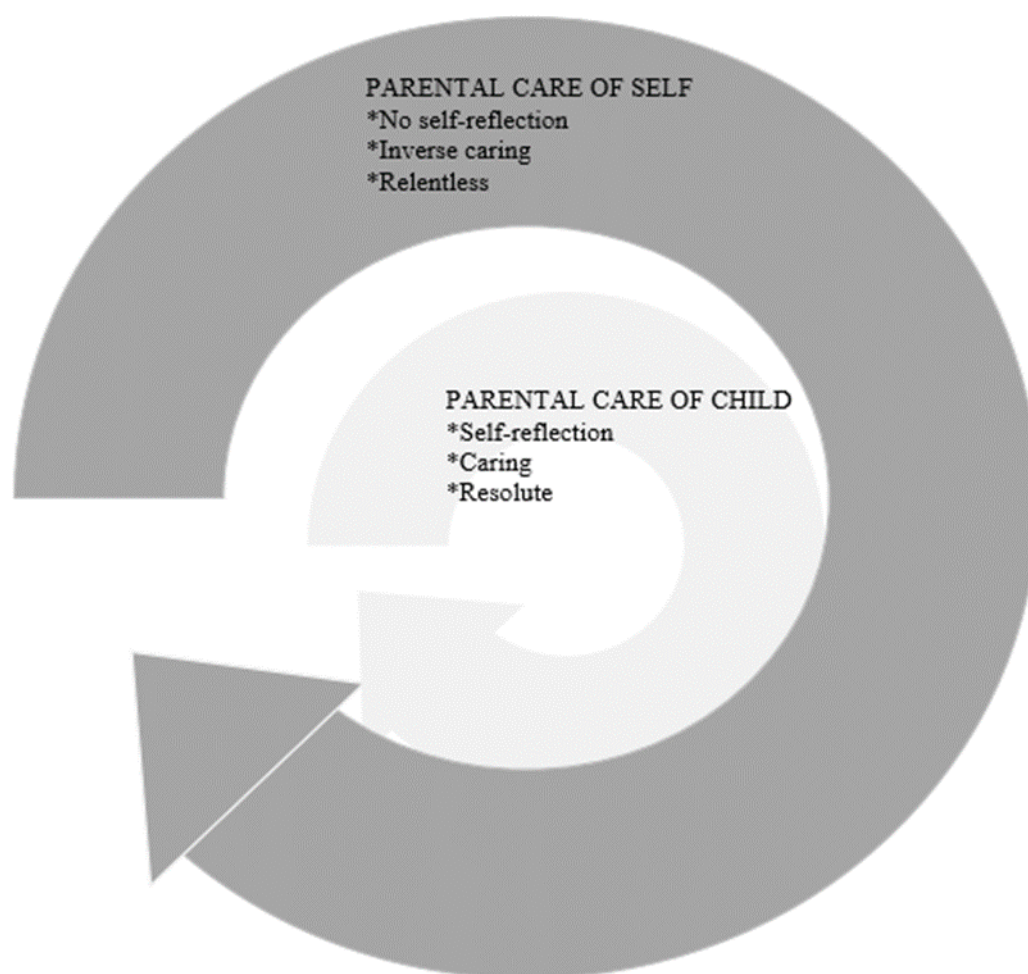 PARENTAL CARE OF SELF
*No self-reflection
*Inverse caring
*Relentless
PARENTAL CARE OF CHILD
*Self-reflection
*Caring
*Resolute